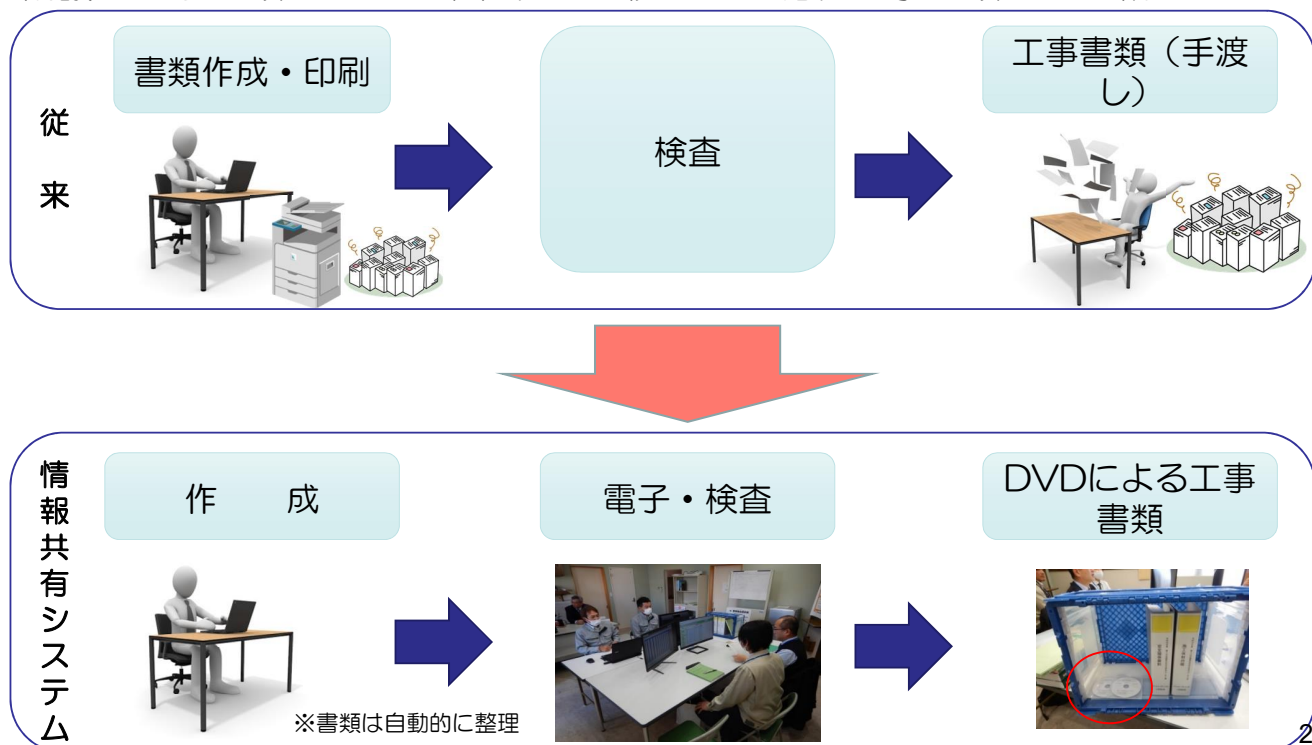 従来
書類作成・印刷
検査
工事書類（手渡
し）
情報共有システム
作　　成
電子・検査
DVDによる工事
書類
※書類は自動的に整理
2